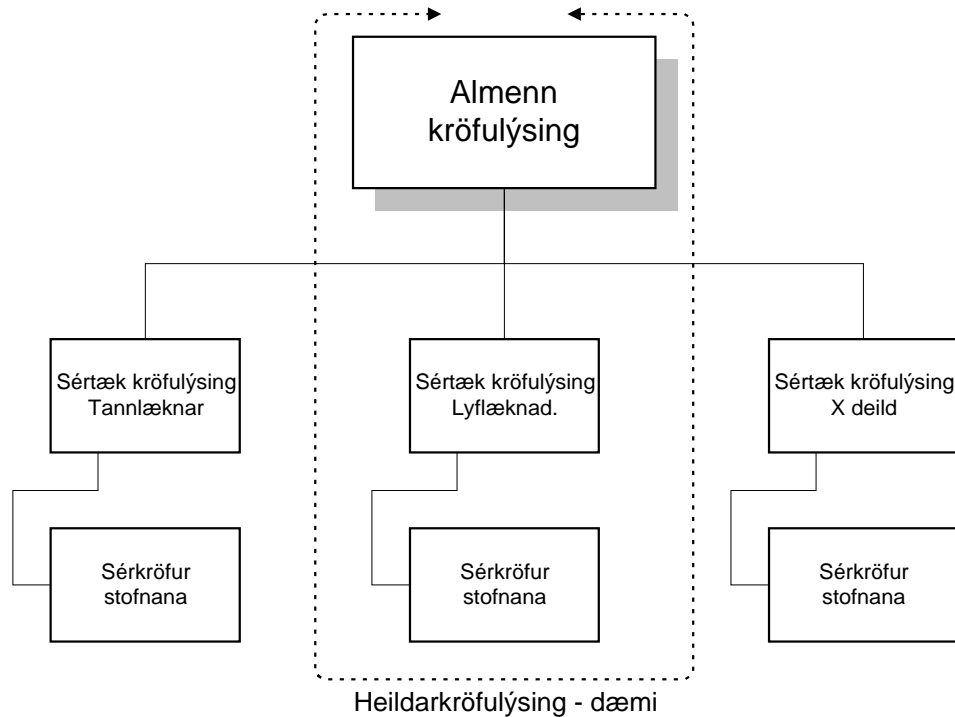 Almenn
kröfulýsing
Sértæk kröfulýsing
Tannlæknar
Sértæk kröfulýsing
Lyflæknad.
Sértæk kröfulýsing
X deild
Sérkröfur
stofnana
Sérkröfur
stofnana
Sérkröfur
stofnana
Heildarkröfulýsing - dæmi